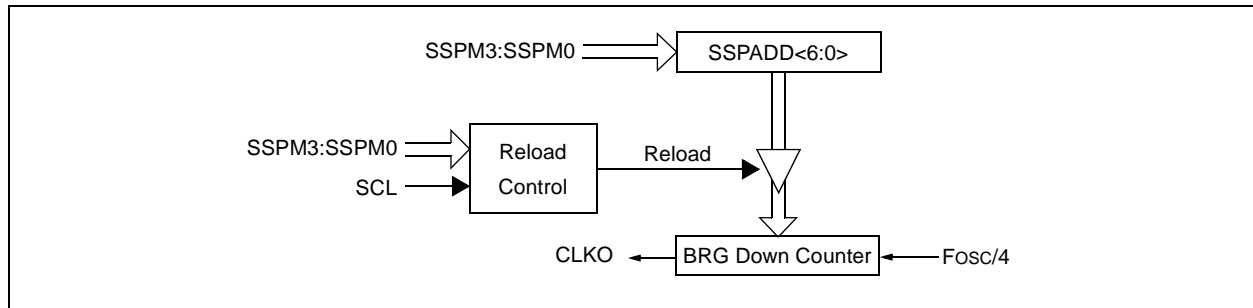 SSPM3:SSPM0
SSPADD<6:0>
SSPM3:SSPM0
SCL
Reload
Control
Reload
CLKO
BRG Down Counter
FOSC/4